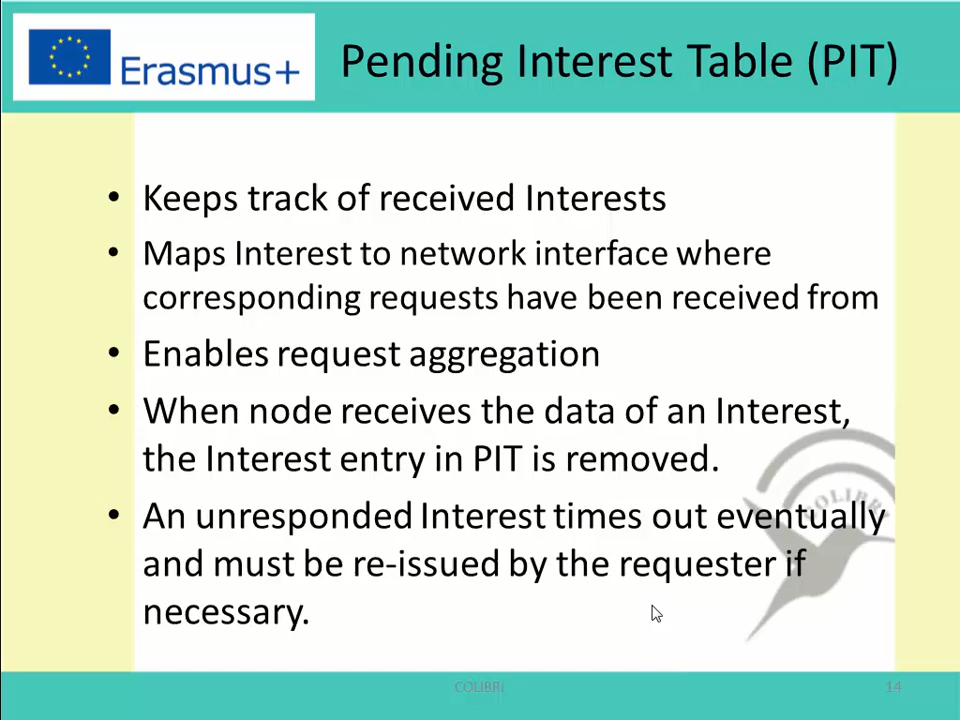 Erasmus+
Pending Interest Table (PIT)
• Keeps track of received Interests
• Maps Interest to network interface where
corresponding requests have been received from
• Enables request aggregation
• When node receives the data of an Interest,
the Interest entry in PIT is removed.
• An unresponded Interest times out eventually
and must be re-issued by the requester if
necessary.
COLIBRI
COLIBRI
14